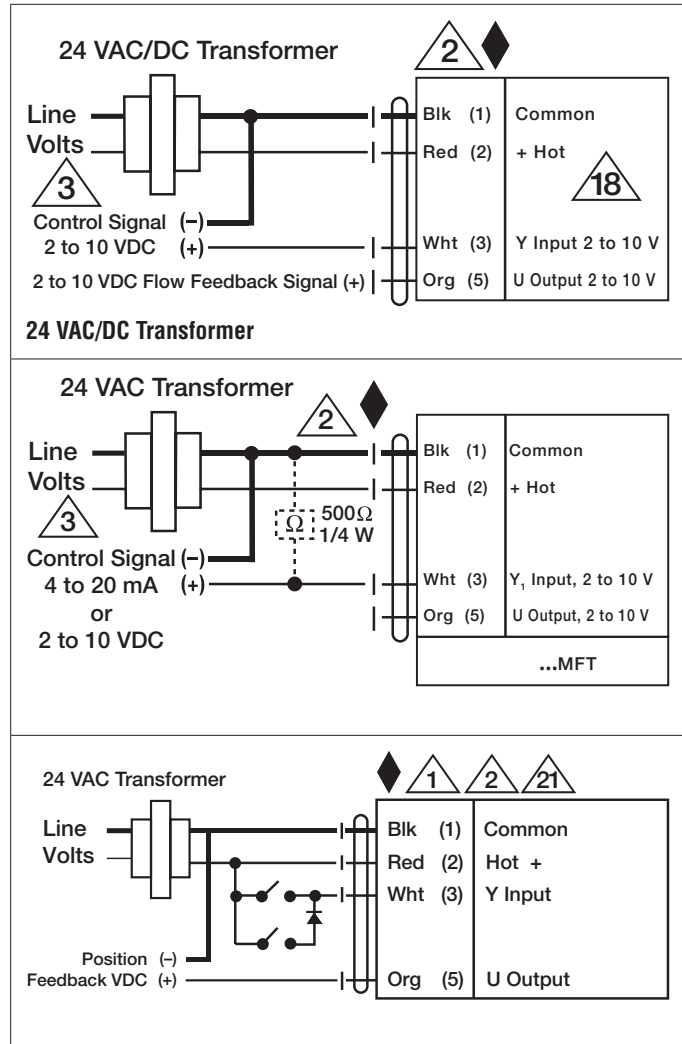 24 VAC/DC Transformer
2
Line
Volts
3
Blk (1) Common
Red (2) + Hot
18
Control Signal (–)
2 to 10 VDC (+)
Wht (3) Y Input 2 to 10 V
2 to 10 VDC Flow Feedback Signal (+)
Org (5) U Output 2 to 10 V
24 VAC/DC Transformer
24 VAC Transformer
2
Line
Volts
3
Blk (1) Common
Red (2) + Hot
Ω 500Ω
1/4 W
Control Signal (–)
4 to 20 mA (+)
or
2 to 10 VDC
Wht (3) Y₁ Input, 2 to 10 V
Org (5) U Output, 2 to 10 V
...MFT
24 VAC Transformer
1 2 21
Line
Volts
Blk (1) Common
Red (2) Hot +
Wht (3) Y Input
Position (–)
Feedback VDC (+)
Org (5) U Output